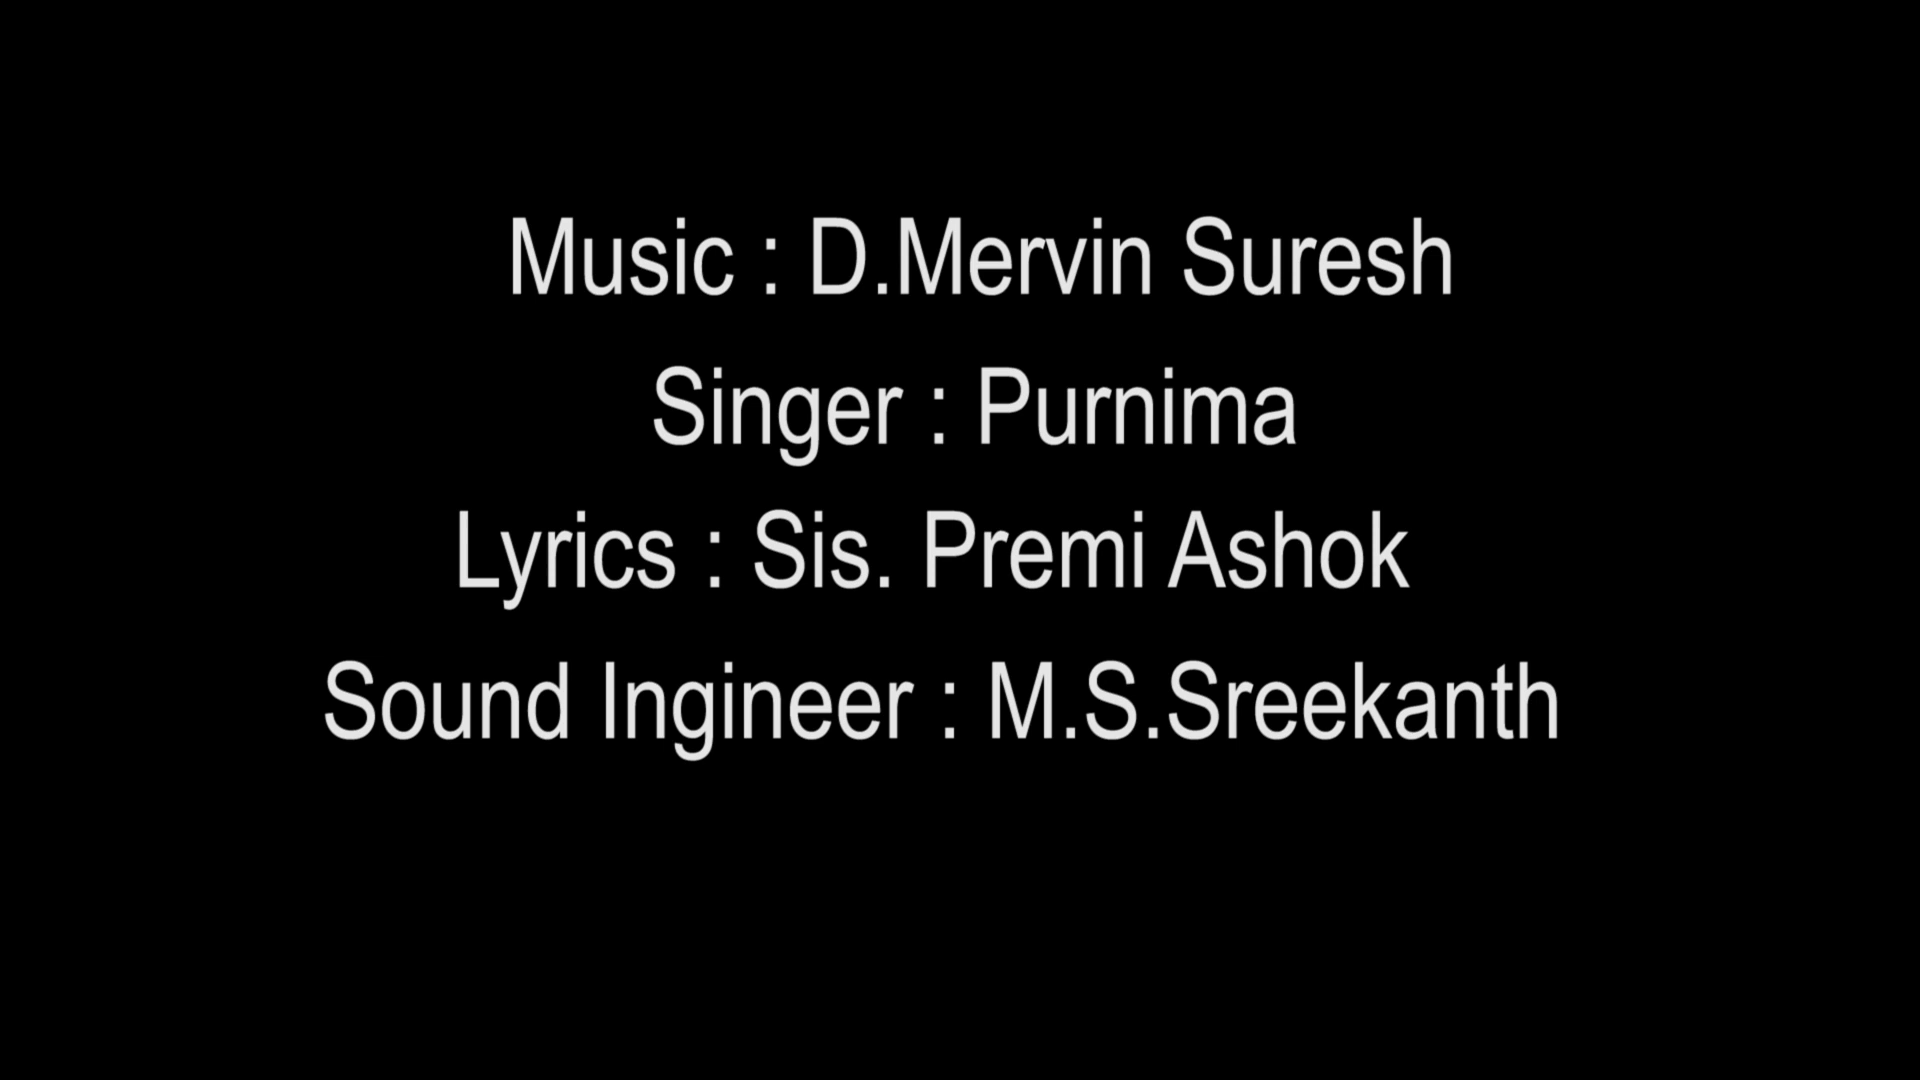 Music : D.Mervin Suresh
Singer : Purnima
Lyrics : Sis. Premi Ashok
Sound Ingineer : M.S.Sreekanth